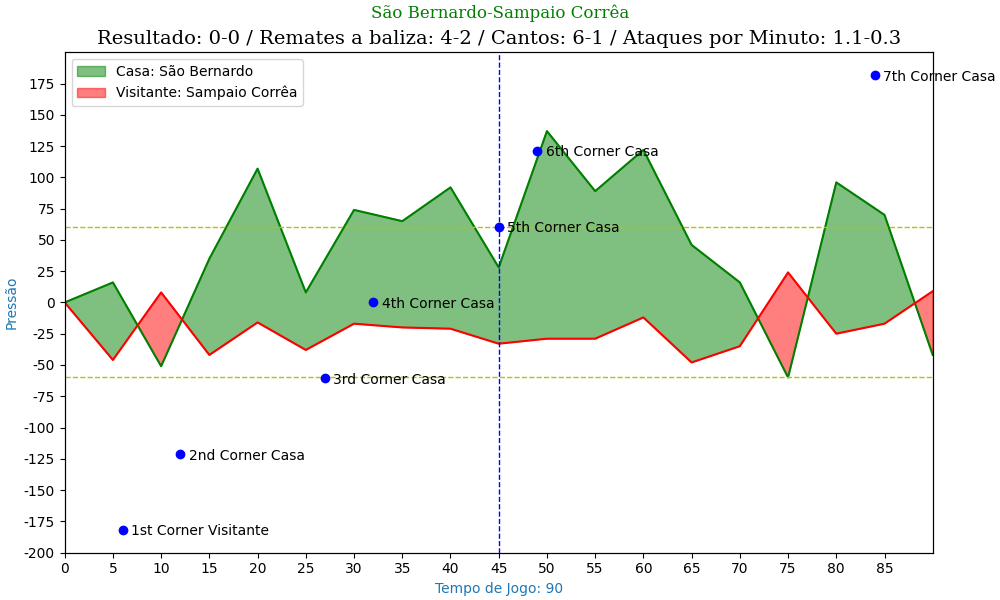 São Bernardo-Sampaio Corrêa
Resultado: 0-0 / Remates a baliza: 4-2 / Cantos: 6-1 / Ataques por Minuto: 1.1-0.3
Casa: São Bernardo
Visitante: Sampaio Corrêa
7th Corner Casa
6th Corner Casa
5th Corner Casa
4th Corner Casa
3rd Corner Casa
2nd Corner Casa
1st Corner Visitante
Pressão
175
150
125
100
75
50
25
0
-25
-50
-75
-100
-125
-150
-175
-200
0 5 10 15 20 25 30 35 40 45 50 55 60 65 70 75 80 85
Tempo de Jogo: 90